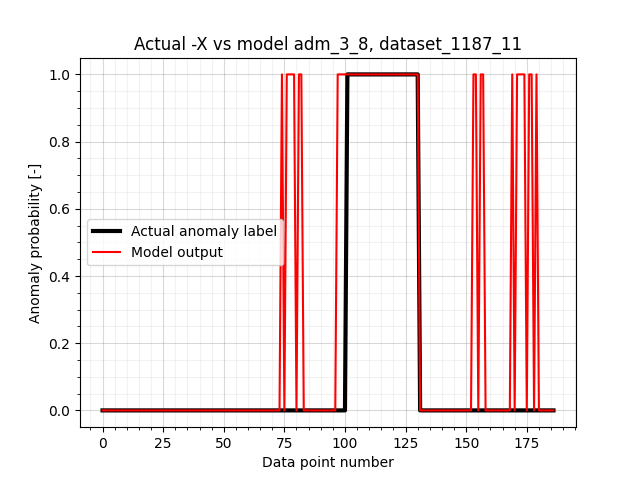 Actual -X vs model adm_3_8, dataset_1187_11
Anomaly probability [-]
1.0
0.8
0.6
0.4
0.2
0.0
Actual anomaly label
Model output
0 25 50 75 100 125 150 175
Data point number